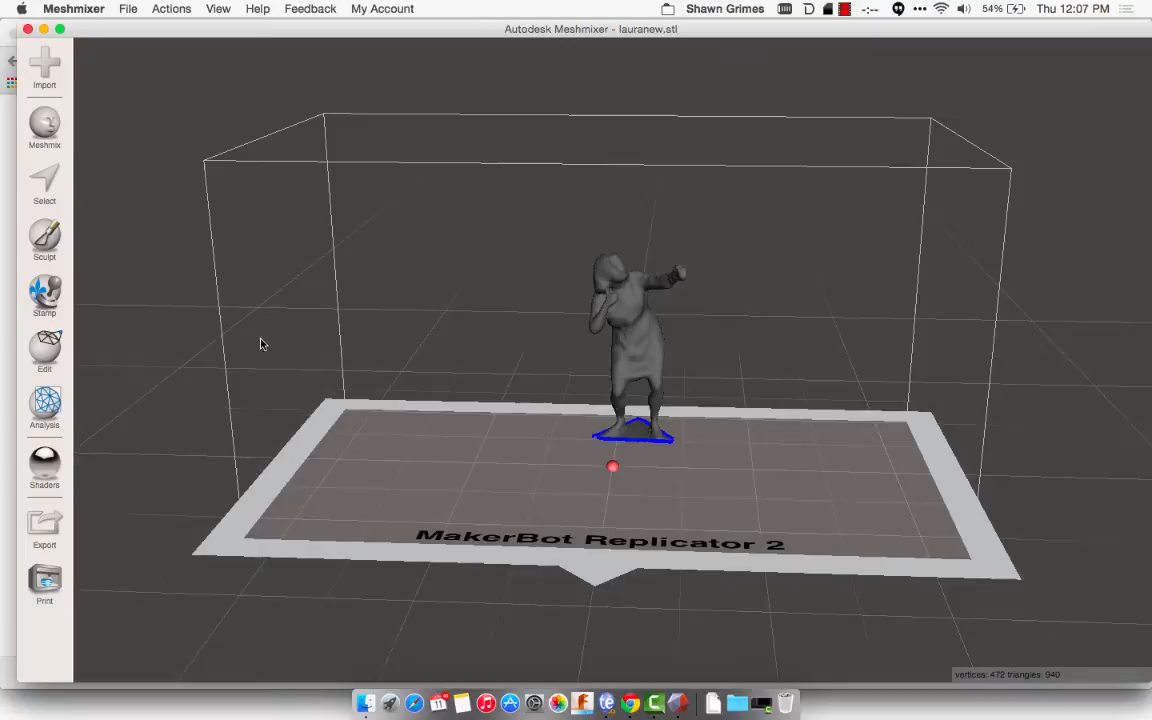 Meshmixer File Actions View Help Feedback My Account Shawn Grimes 54% Thu 12:07 PM
Autodesk Meshmixer - lauranew.stl
Import
Meshmix
Select
Sculpt
Stamp
Edit
Analysis
Shaders
Export
Print
MakerBot Replicator 2
vertices: 472 triangles: 940